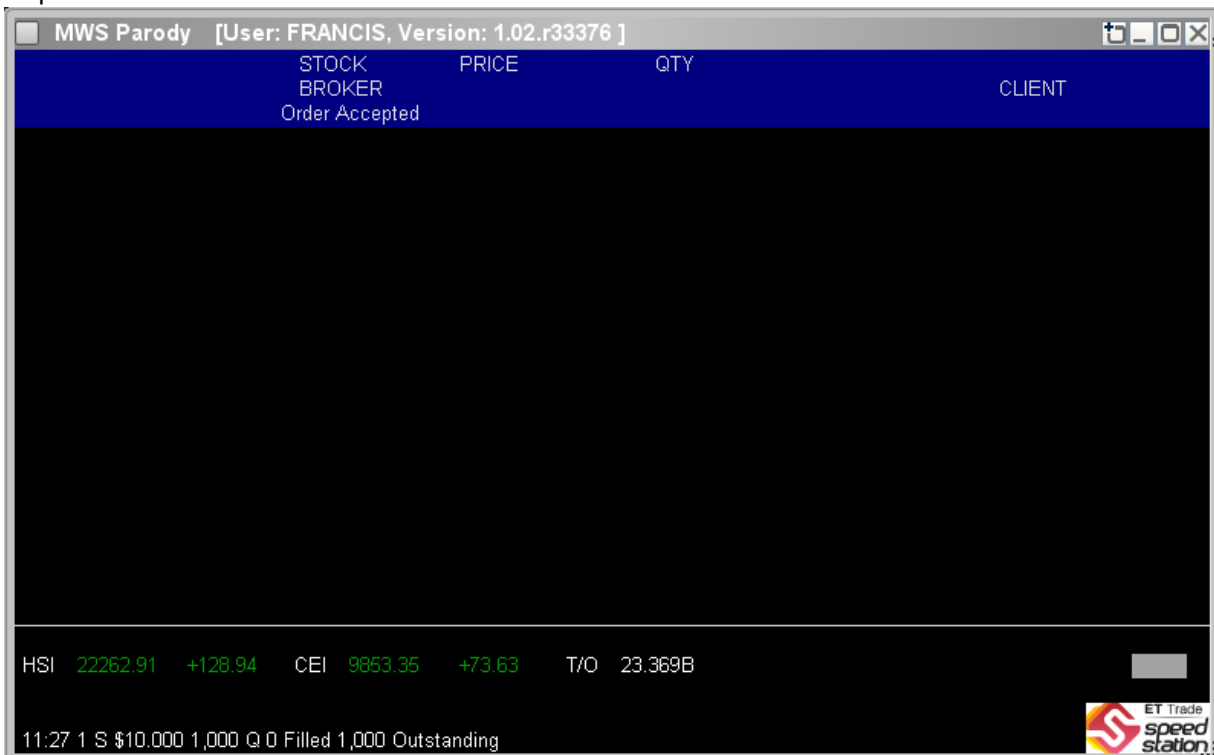 MWS Parody [User: FRANCIS, Version: 1.02.r33376 ]
STOCK PRICE QTY
BROKER CLIENT
Order Accepted
HSI 22262.91 +128.94 CEI 9853.35 +73.63 T/O 23.369B
ET Trade
speed
station
11:27 1 S $10.000 1,000 Q 0 Filled 1,000 Outstanding